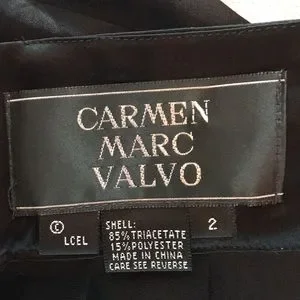 CARMEN
MARC
VALVO
©
LCEL
SHELL:
85% TRIACETATE
15% POLYESTER
MADE IN CHINA
CARE SEE REVERSE
2